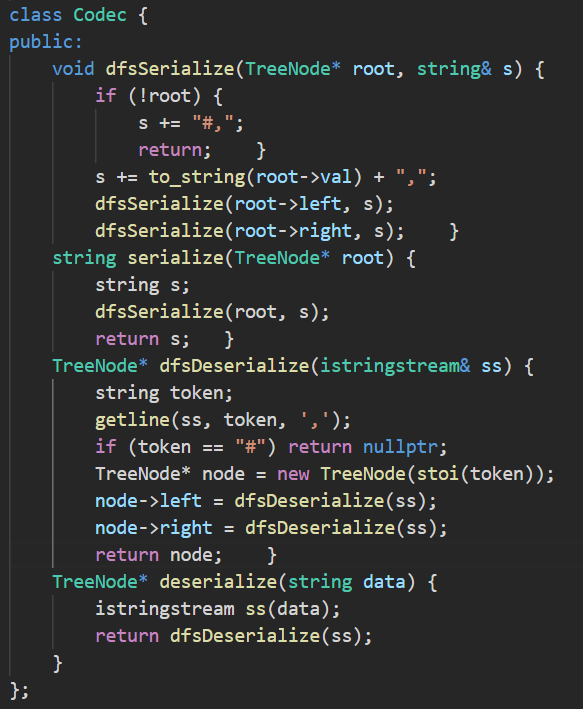 class Codec {
public:
    void dfsSerialize(TreeNode* root, string& s) {
        if (!root) {
            s += "#,";
            return;    }
        s += to_string(root->val) + ",";
        dfsSerialize(root->left, s);
        dfsSerialize(root->right, s);    }
    string serialize(TreeNode* root) {
        string s;
        dfsSerialize(root, s);
        return s;   }
    TreeNode* dfsDeserialize(istringstream& ss) {
        string token;
        getline(ss, token, ',');
        if (token == "#") return nullptr;
        TreeNode* node = new TreeNode(stoi(token));
        node->left = dfsDeserialize(ss);
        node->right = dfsDeserialize(ss);
        return node;    }
    TreeNode* deserialize(string data) {
        istringstream ss(data);
        return dfsDeserialize(ss);
    }
};